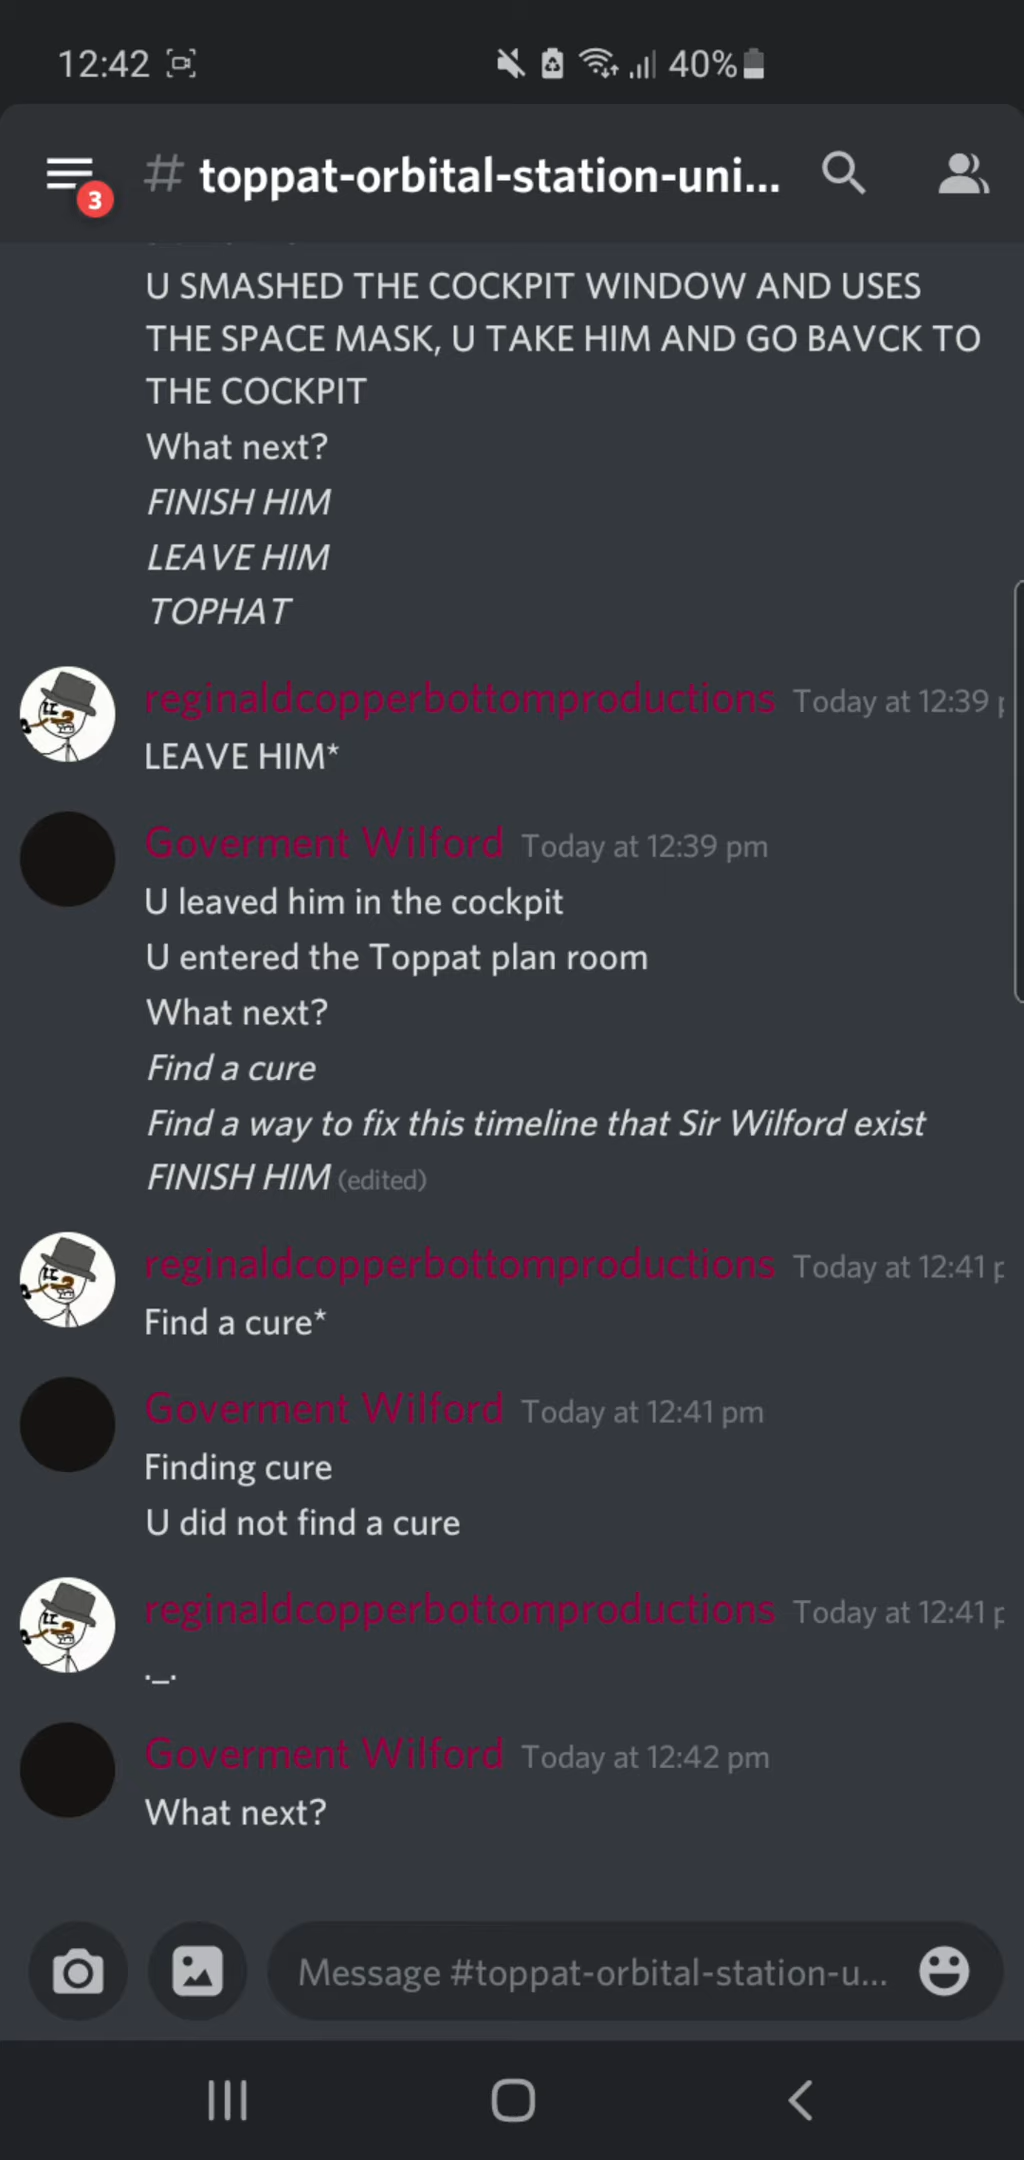 12:42 40%
3 # toppat-orbital-station-uni...
U SMASHED THE COCKPIT WINDOW AND USES
THE SPACE MASK, U TAKE HIM AND GO BAVCK TO
THE COCKPIT
What next?
FINISH HIM
LEAVE HIM
TOPHAT
reginaldcopperbottomproductions Today at 12:39 p
LEAVE HIM*
Goverment Wilford Today at 12:39 pm
U leaved him in the cockpit
U entered the Toppat plan room
What next?
Find a cure
Find a way to fix this timeline that Sir Wilford exist
FINISH HIM (edited)
reginaldcopperbottomproductions Today at 12:41 p
Find a cure*
Goverment Wilford Today at 12:41 pm
Finding cure
U did not find a cure
reginaldcopperbottomproductions Today at 12:41 p
._.
Goverment Wilford Today at 12:42 pm
What next?
Message #toppat-orbital-station-u...